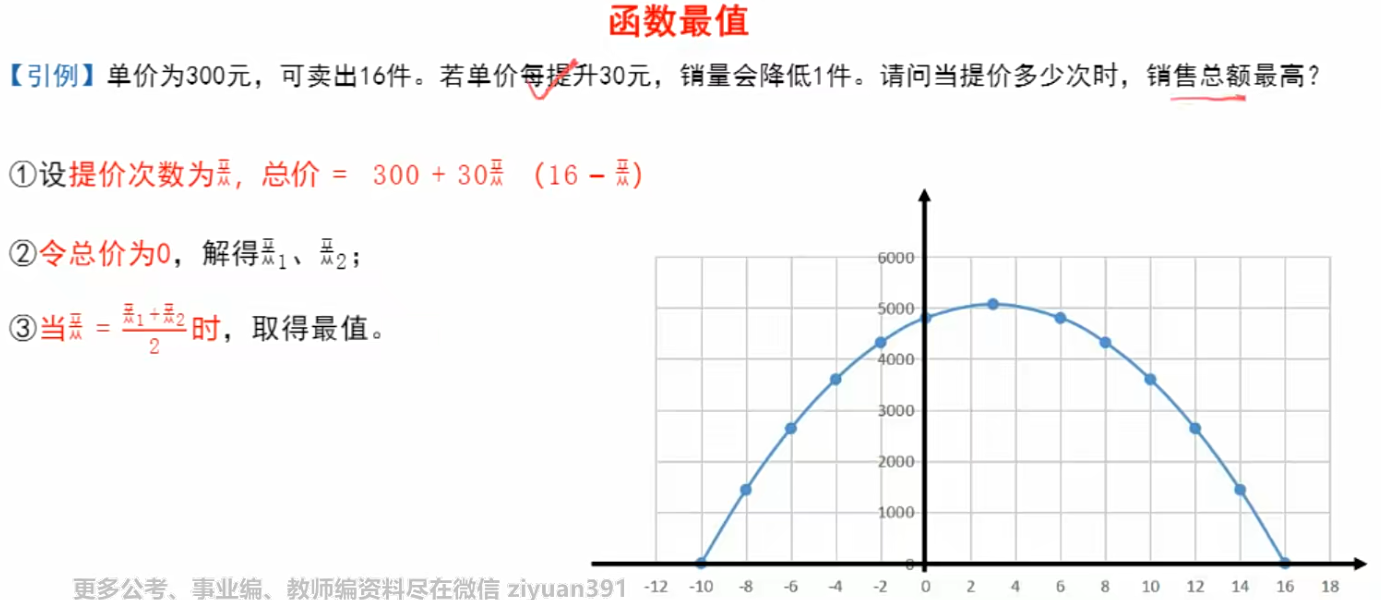 函数最值
【引例】单价为300元，可卖出16件。若单价每提升30元，销量会降低1件。请问当提价多少次时，销售总额最高？
①设提价次数为，总价 = 300 + 30 (16 − )
②令总价为0，解得₁、₂；
③当 = (₁+₂)/2 时，取得最值。
6000
5000
4000
3000
2000
1000
0
-12 -10 -8 -6 -4 -2 0 2 4 6 8 10 12 14 16 18
更多公考、事业编、教师编资料尽在微信 ziyuan391